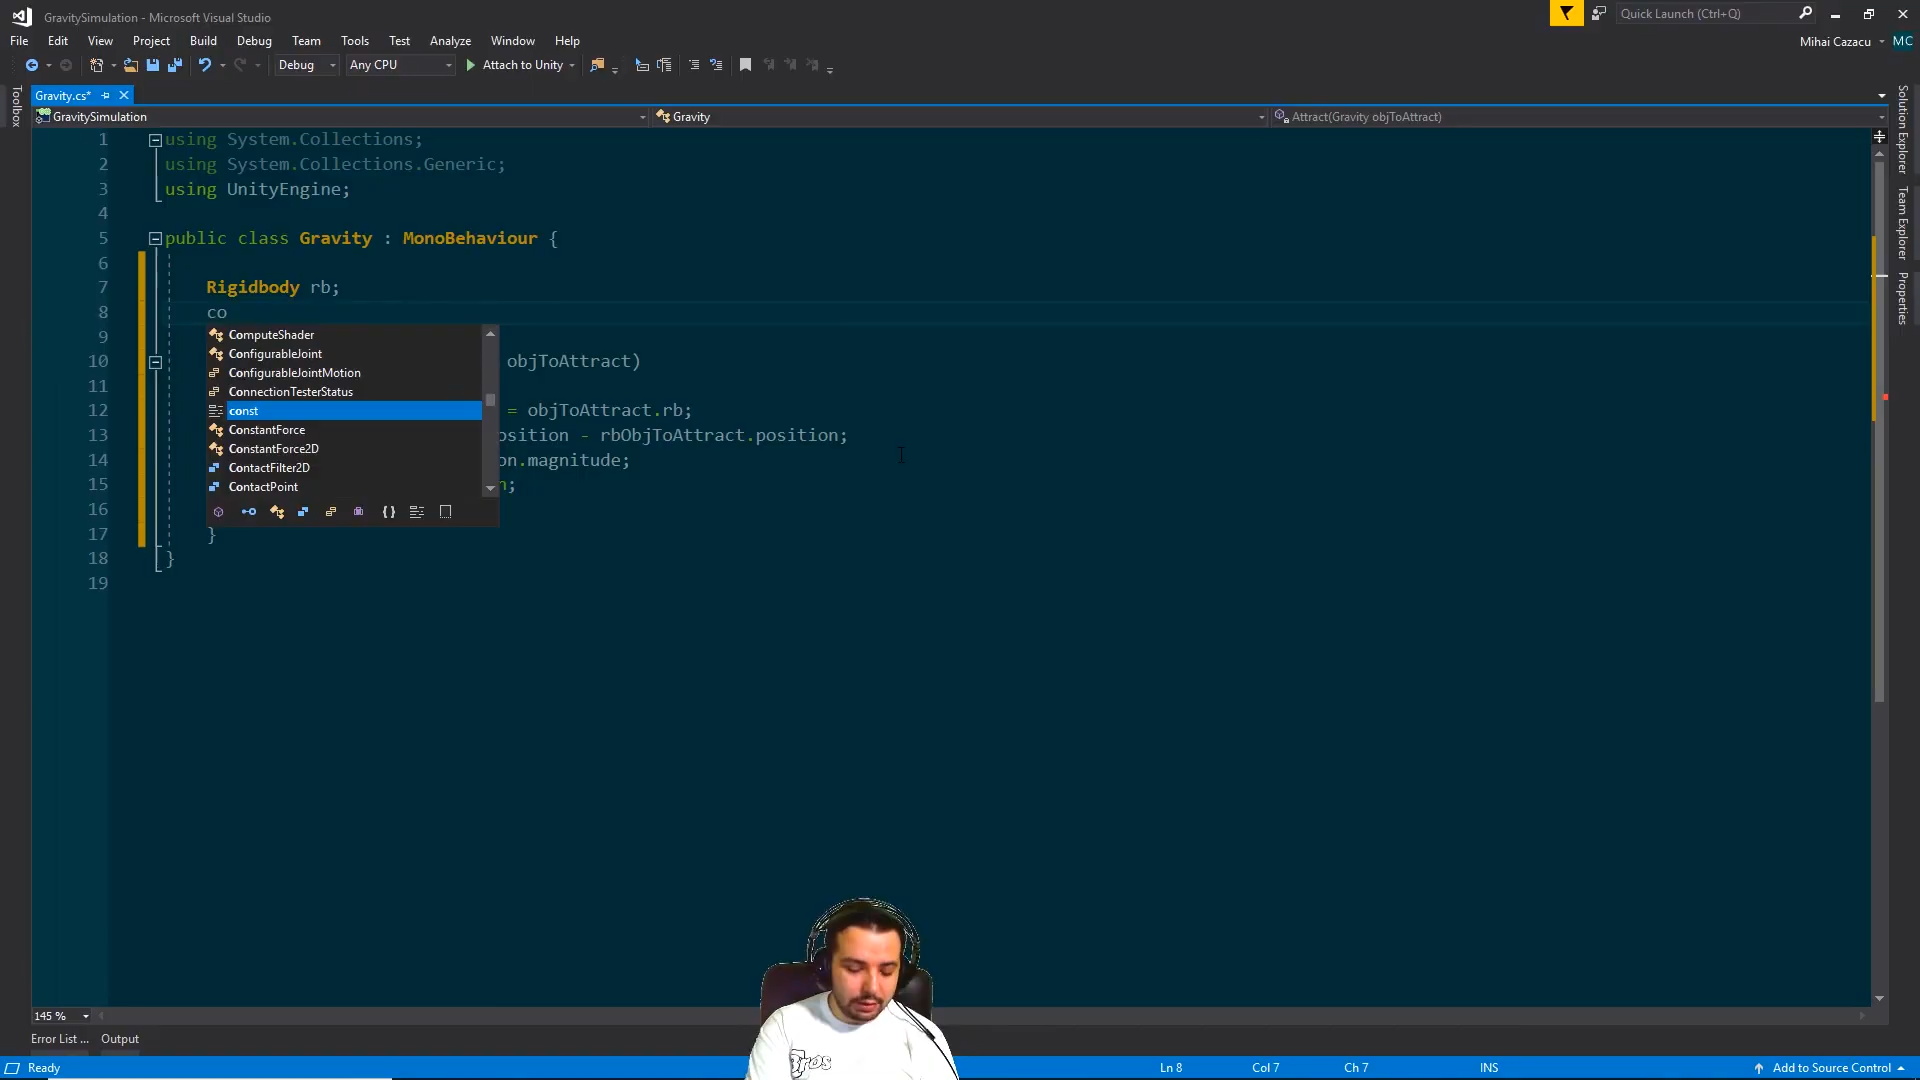 GravitySimulation - Microsoft Visual Studio
Quick Launch (Ctrl+Q)
File Edit View Project Build Debug Team Tools Test Analyze Window Help
Mihai Cazacu MC
Debug Any CPU Attach to Unity
Toolbox
Gravity.cs*
GravitySimulation Gravity Attract(Gravity objToAttract)
1 using System.Collections;
2 using System.Collections.Generic;
3 using UnityEngine;
4
5 public class Gravity : MonoBehaviour {
6
7 Rigidbody rb;
8 co
9
10 objToAttract)
11
12 = objToAttract.rb;
13 osition - rbObjToAttract.position;
14 on.magnitude;
15 n;
16
17 }
18 }
19
ComputeShader
ConfigurableJoint
ConfigurableJointMotion
ConnectionTesterStatus
const
ConstantForce
ConstantForce2D
ContactFilter2D
ContactPoint
Solution Explorer
Team Explorer
Properties
Bros
145 %
Error List ... Output
Ready Ln 8 Col 7 Ch 7 INS Add to Source Control